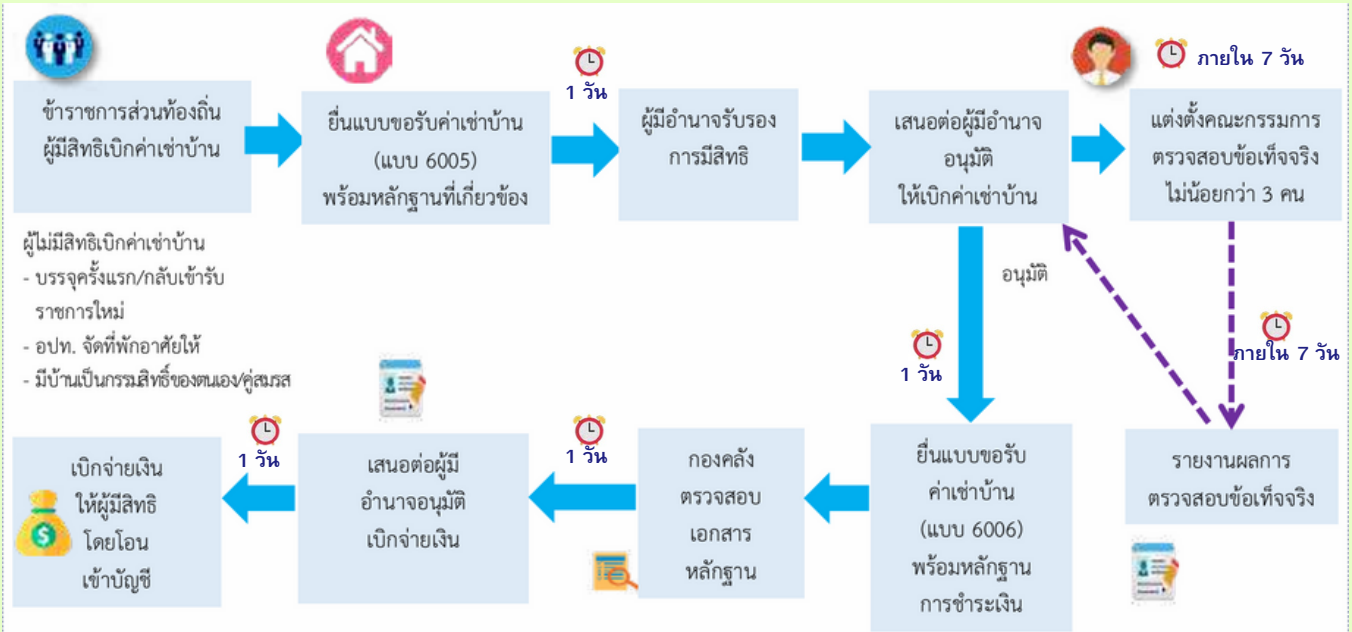 ข้าราชการส่วนท้องถิ่น
ผู้มีสิทธิเบิกค่าเช่าบ้าน
ยื่นแบบขอรับค่าเช่าบ้าน
(แบบ 6005)
พร้อมหลักฐานที่เกี่ยวข้อง
1 วัน
ผู้มีอำนาจรับรอง
การมีสิทธิ
เสนอต่อผู้มีอำนาจ
อนุมัติ
ให้เบิกค่าเช่าบ้าน
ภายใน 7 วัน
แต่งตั้งคณะกรรมการ
ตรวจสอบข้อเท็จจริง
ไม่น้อยกว่า 3 คน
ผู้ไม่มีสิทธิเบิกค่าเช่าบ้าน
- บรรจุครั้งแรก/กลับเข้ารับ
ราชการใหม่
- อปท. จัดที่พักอาศัยให้
- มีบ้านเป็นกรรมสิทธิ์ของตนเอง/คู่สมรส
อนุมัติ
1 วัน
ภายใน 7 วัน
รายงานผลการ
ตรวจสอบข้อเท็จจริง
ยื่นแบบขอรับ
ค่าเช่าบ้าน
(แบบ 6006)
พร้อมหลักฐาน
การชำระเงิน
กองคลัง
ตรวจสอบ
เอกสาร
หลักฐาน
1 วัน
เสนอต่อผู้มี
อำนาจอนุมัติ
เบิกจ่ายเงิน
1 วัน
เบิกจ่ายเงิน
ให้ผู้มีสิทธิ
โดยโอน
เข้าบัญชี